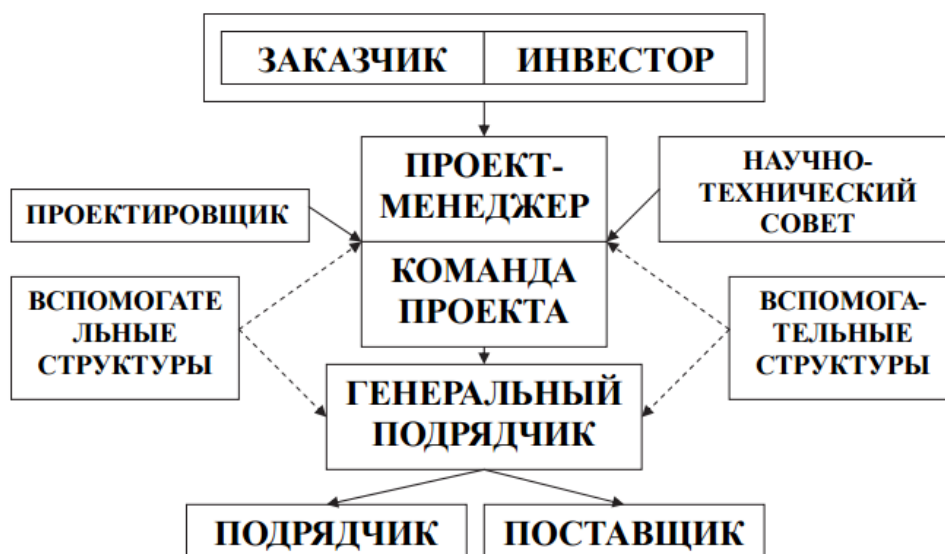 ЗАКАЗЧИК ИНВЕСТОР
ПРОЕКТ-
МЕНЕДЖЕР
НАУЧНО-
ТЕХНИЧЕСКИЙ
СОВЕТ
ПРОЕКТИРОВЩИК
КОМАНДА
ПРОЕКТА
ВСПОМОГАТЕ
ЛЬНЫЕ
СТРУКТУРЫ
ВСПОМОГА-
ТЕЛЬНЫЕ
СТРУКТУРЫ
ГЕНЕРАЛЬНЫЙ
ПОДРЯДЧИК
ПОДРЯДЧИК
ПОСТАВЩИК